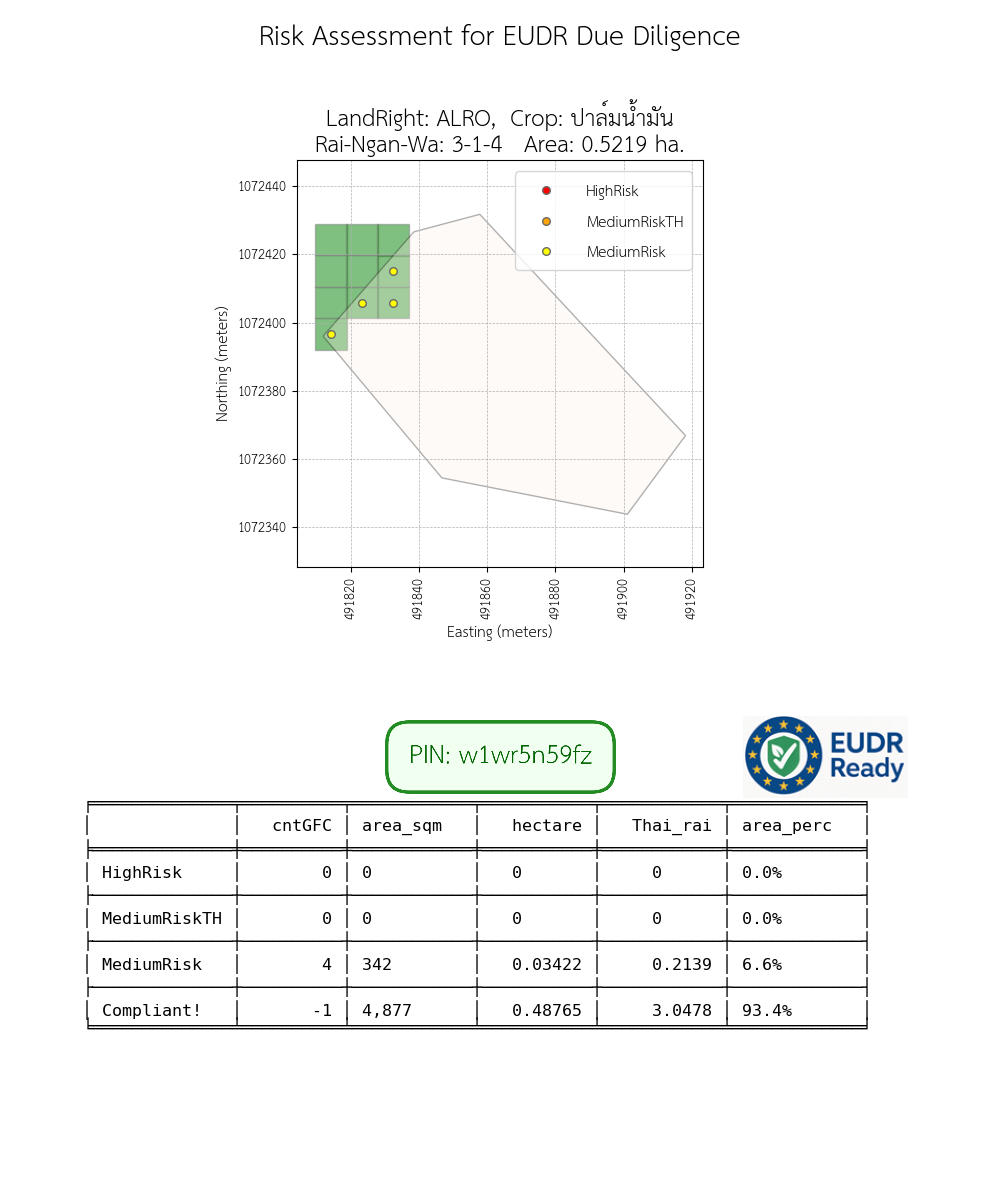 Risk Assessment for EUDR Due Diligence
LandRight: ALRO, Crop: ปาล์มน้ำมัน
Rai-Ngan-Wa: 3-1-4 Area: 0.5219 ha.
HighRisk
MediumRiskTH
MediumRisk
Northing (meters)
1072440
1072420
1072400
1072380
1072360
1072340
491820 491840 491860 491880 491900 491920
Easting (meters)
PIN: w1wr5n59fz
EUDR
Ready
cntGFC area_sqm hectare Thai_rai area_perc
HighRisk 0 0 0 0 0.0%
MediumRiskTH 0 0 0 0 0.0%
MediumRisk 4 342 0.03422 0.2139 6.6%
Compliant! -1 4,877 0.48765 3.0478 93.4%